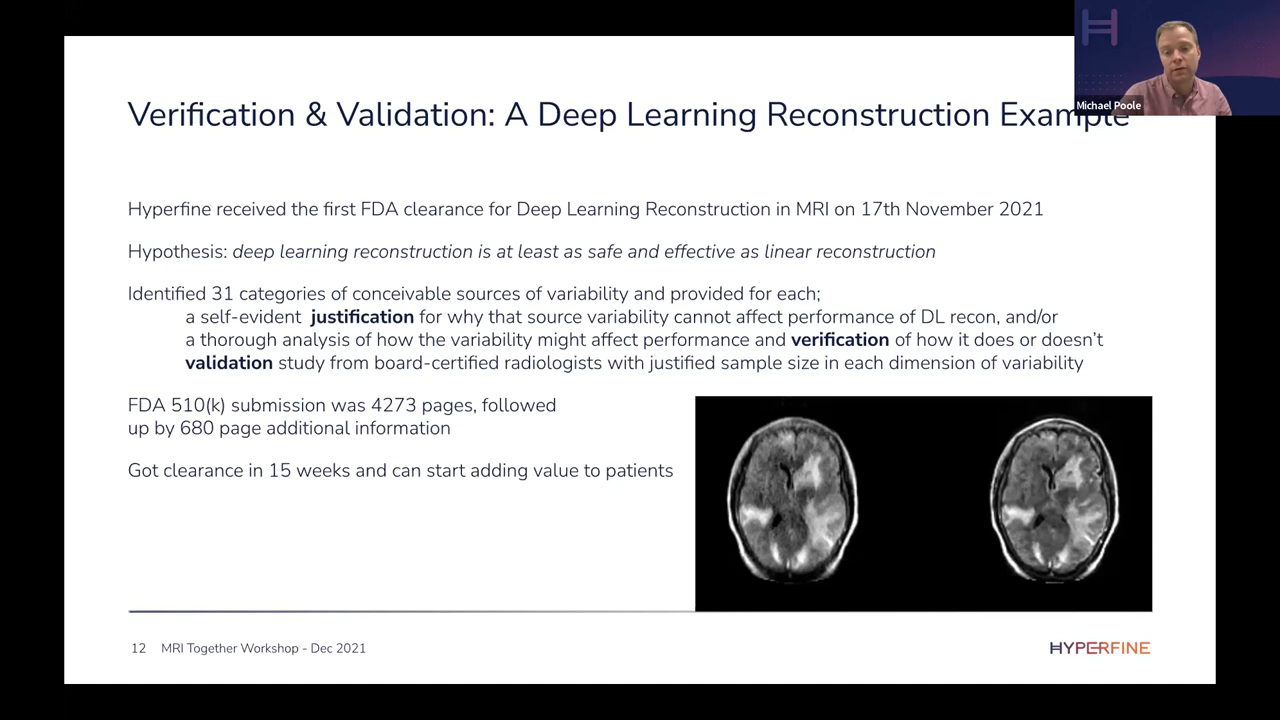 Michael Poole
Verification & Validation: A Deep Learning Reconstruction Example
Hyperfine received the first FDA clearance for Deep Learning Reconstruction in MRI on 17th November 2021
Hypothesis: deep learning reconstruction is at least as safe and effective as linear reconstruction
Identified 31 categories of conceivable sources of variability and provided for each;
a self-evident justification for why that source variability cannot affect performance of DL recon, and/or
a thorough analysis of how the variability might affect performance and verification of how it does or doesn't
validation study from board-certified radiologists with justified sample size in each dimension of variability
FDA 510(k) submission was 4273 pages, followed
up by 680 page additional information
Got clearance in 15 weeks and can start adding value to patients
12 MRI Together Workshop - Dec 2021
HYPERFINE